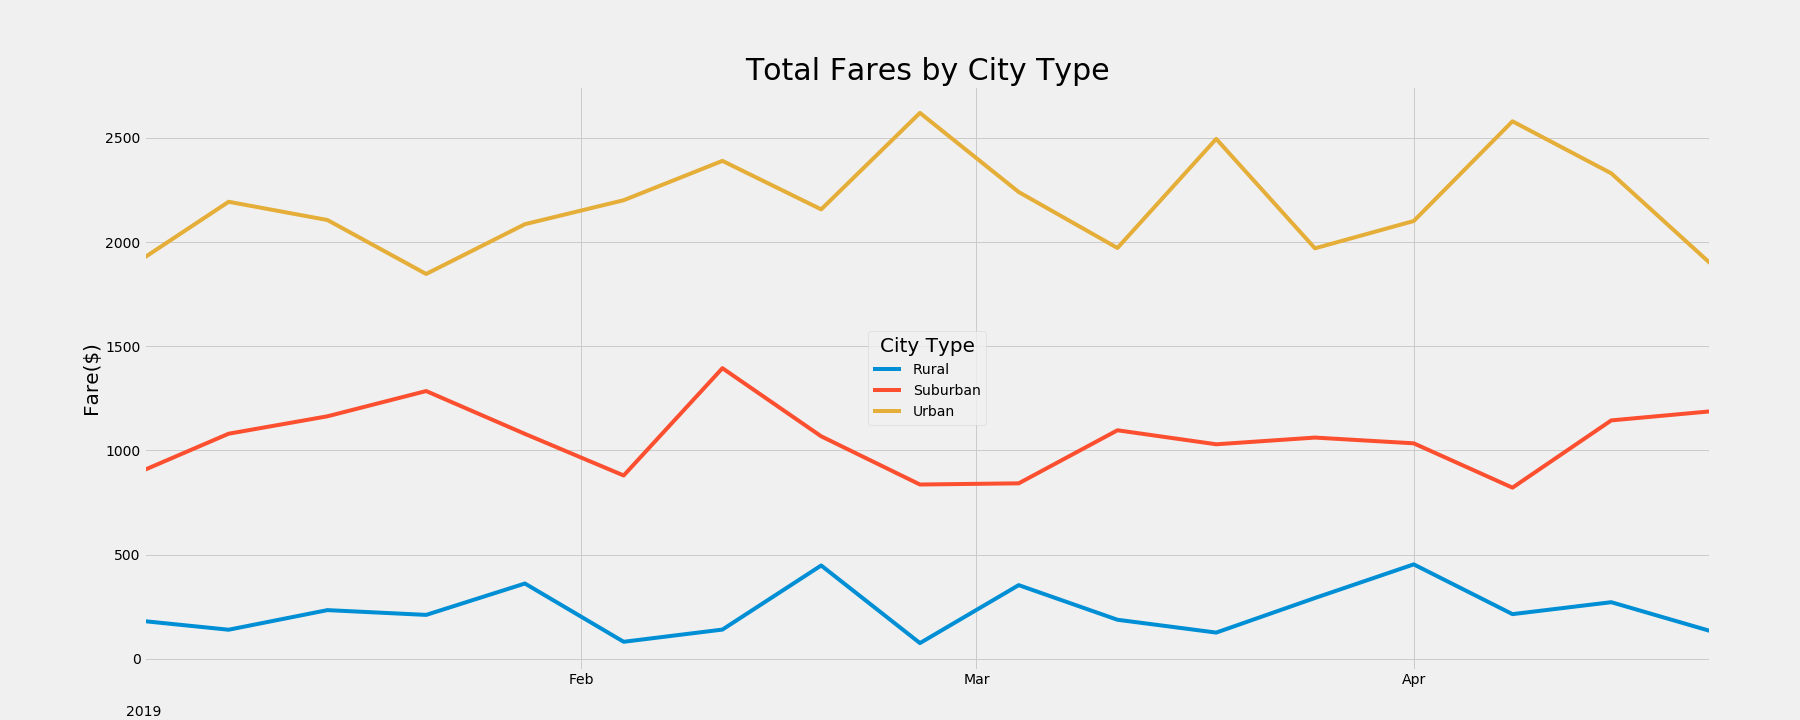 Total Fares by City Type
Fare($)
2500
2000
1500
1000
500
0
City Type
Rural
Suburban
Urban
Feb
Mar
Apr
2019